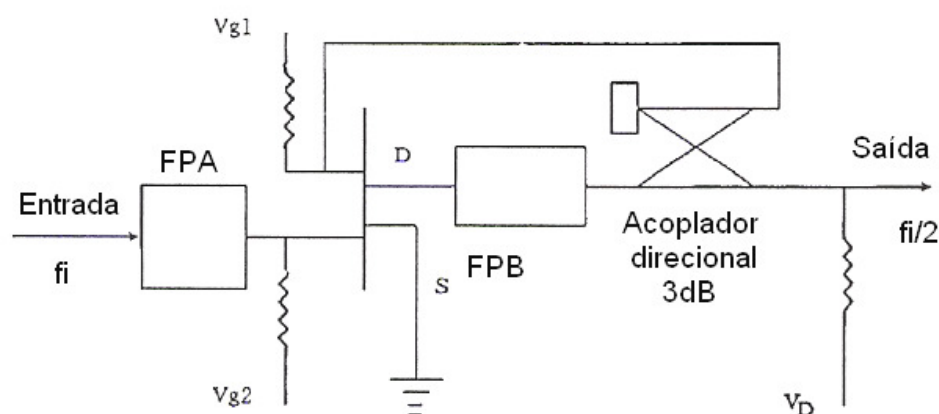 Vg1
FPA
D
Saída
Entrada
fi
FPB
S
Acoplador
direcional
3dB
fi/2
Vg2
VD